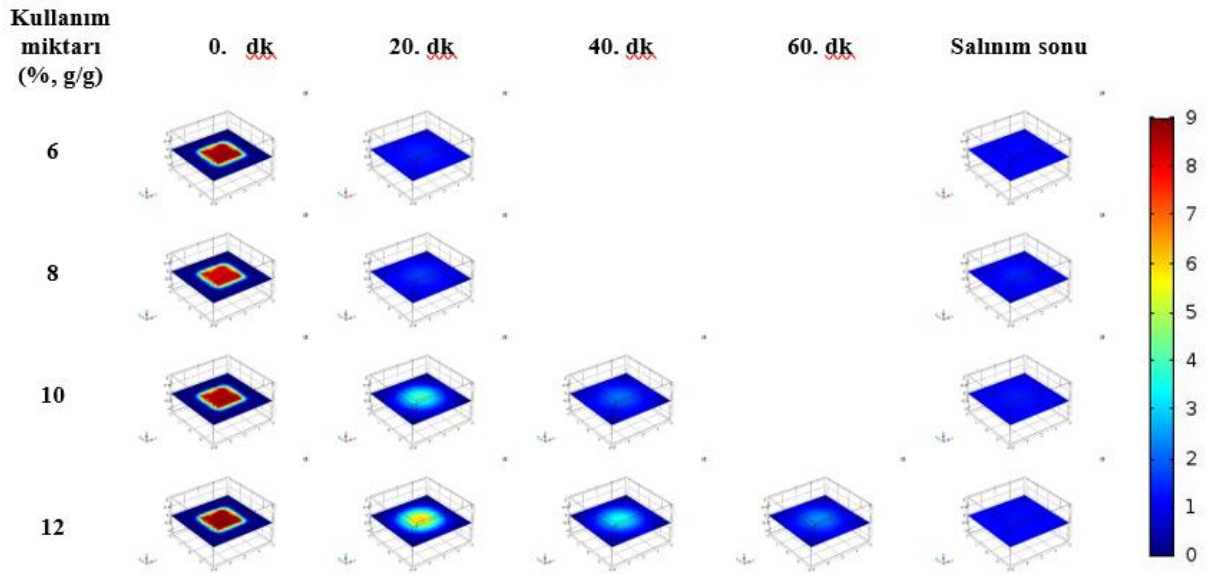 Kullanım
miktarı
(%, g/g)
0. dk
20. dk
40. dk
60. dk
Salınım sonu
6
8
10
12
9
8
7
6
5
4
3
2
1
0